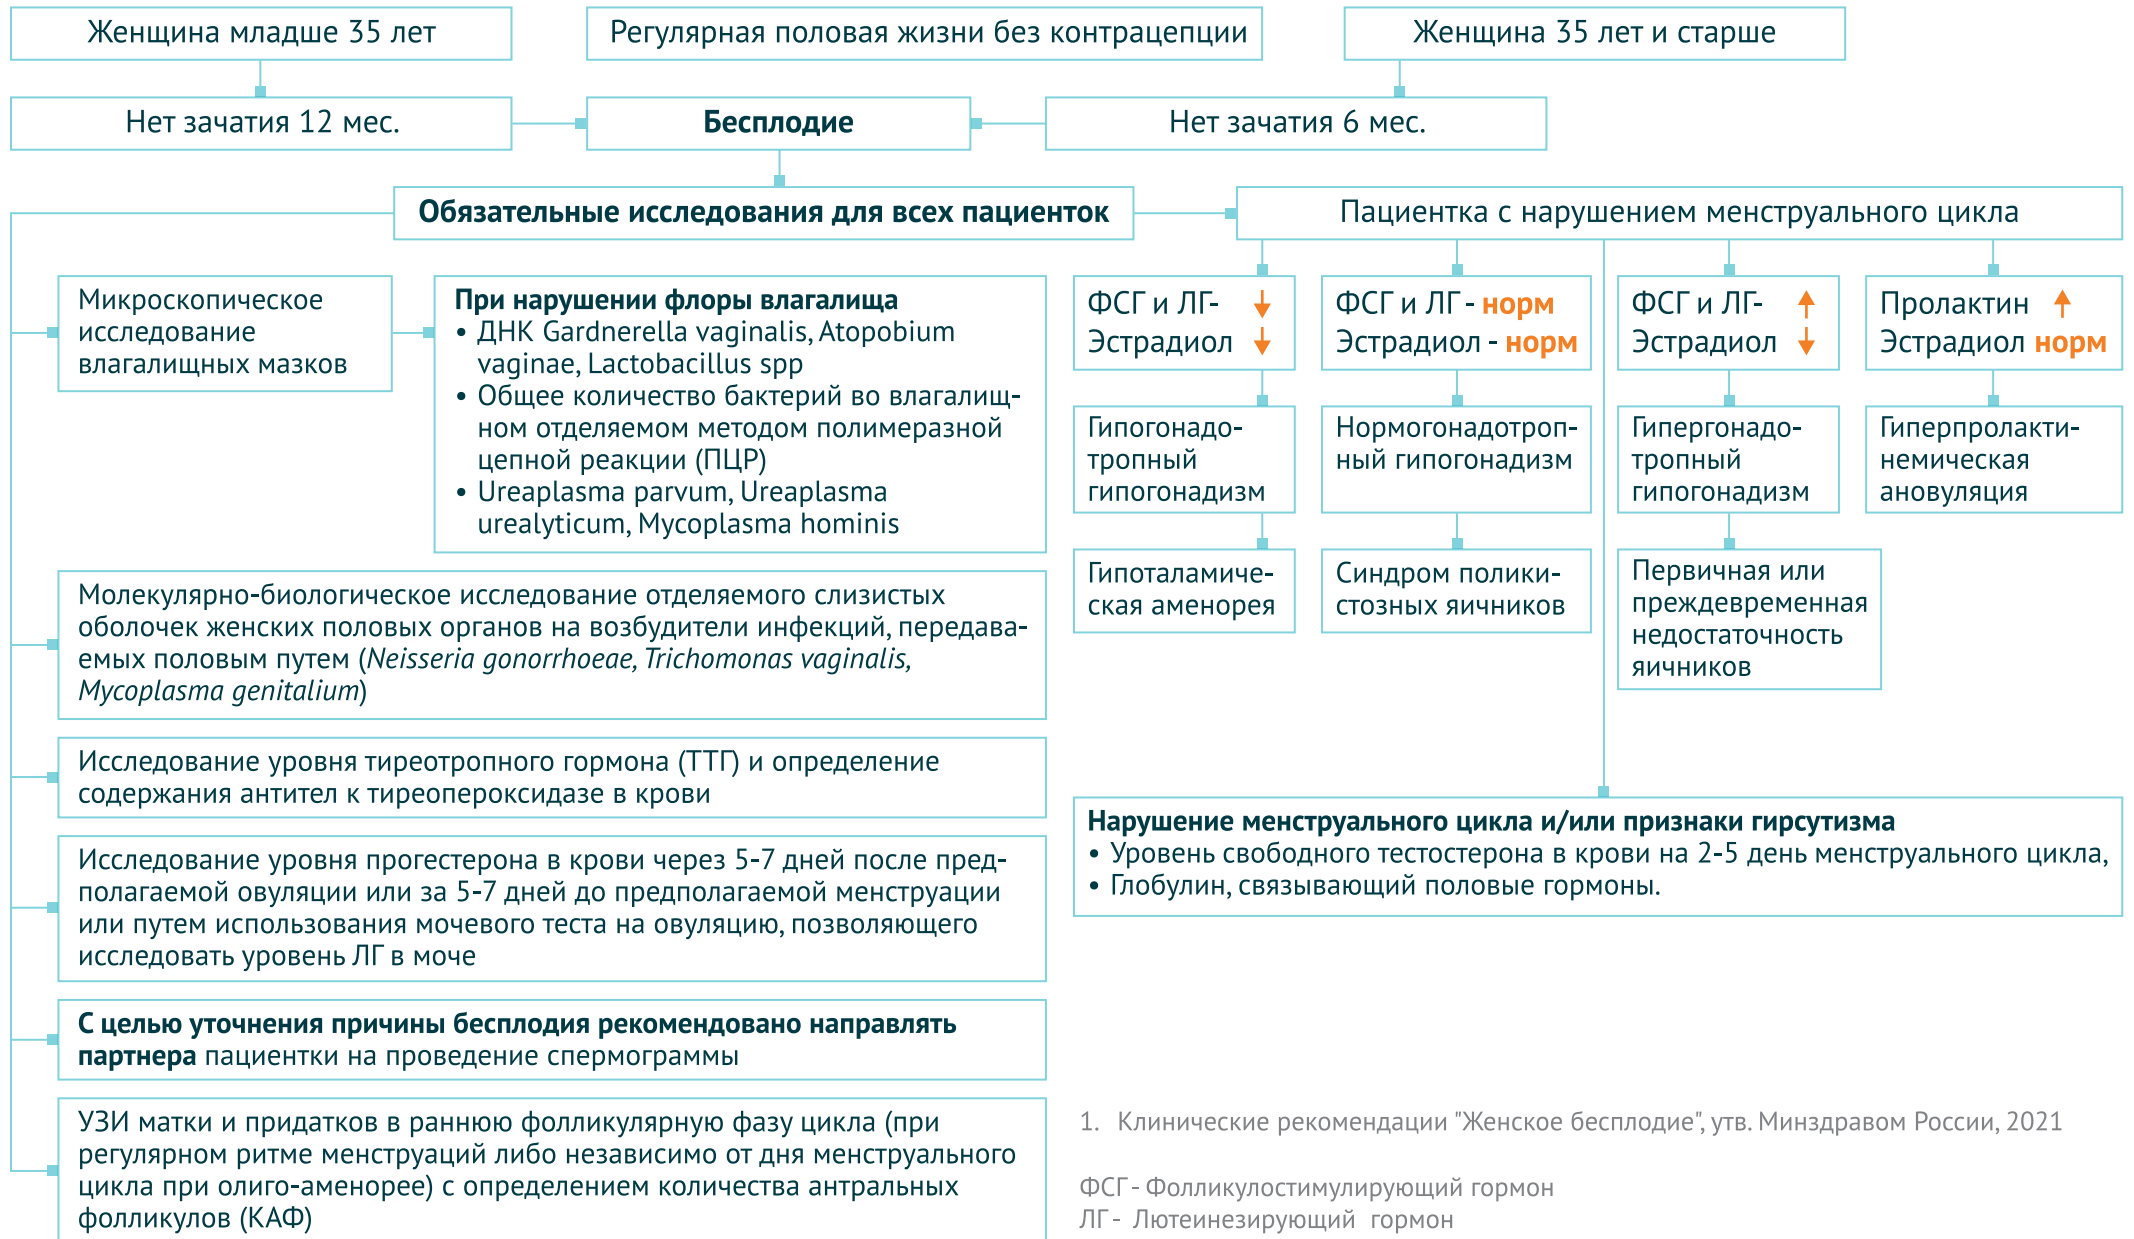 Женщина младше 35 лет
Регулярная половая жизни без контрацепции
Женщина 35 лет и старше
Нет зачатия 12 мес.
Бесплодие
Нет зачатия 6 мес.
Обязательные исследования для всех пациенток
Пациентка с нарушением менструального цикла
Микроскопическое
исследование
влагалищных мазков
При нарушении флоры влагалища
• ДНК Gardnerella vaginalis, Atopobium
vaginae, Lactobacillus spp
• Общее количество бактерий во влагалищ-
ном отделяемом методом полимеразной
цепной реакции (ПЦР)
• Ureaplasma parvum, Ureaplasma
urealyticum, Mycoplasma hominis
Молекулярно-биологическое исследование отделяемого слизистых
оболочек женских половых органов на возбудители инфекций, передава-
емых половым путем (Neisseria gonorrhoeae, Trichomonas vaginalis,
Mycoplasma genitalium)
Исследование уровня тиреотропного гормона (ТТГ) и определение
содержания антител к тиреопероксидазе в крови
Исследование уровня прогестерона в крови через 5-7 дней после пред-
полагаемой овуляции или за 5-7 дней до предполагаемой менструации
или путем использования мочевого теста на овуляцию, позволяющего
исследовать уровень ЛГ в моче
С целью уточнения причины бесплодия рекомендовано направлять
партнера пациентки на проведение спермограммы
УЗИ матки и придатков в раннюю фолликулярную фазу цикла (при
регулярном ритме менструаций либо независимо от дня менструального
цикла при олиго-аменорее) с определением количества антральных
фолликулов (КАФ)
ФСГ и ЛГ- ↓
Эстрадиол ↓
Гипогонадо-
тропный
гипогонадизм
Гипоталамиче-
ская аменорея
ФСГ и ЛГ - норм
Эстрадиол - норм
Нормогонадотроп-
ный гипогонадизм
Синдром полики-
стозных яичников
ФСГ и ЛГ- ↑
Эстрадиол ↓
Гипергонадо-
тропный
гипогонадизм
Первичная или
преждевременная
недостаточность
яичников
Пролактин ↑
Эстрадиол норм
Гиперпролакти-
немическая
ановуляция
Нарушение менструального цикла и/или признаки гирсутизма
• Уровень свободного тестостерона в крови на 2-5 день менструального цикла,
• Глобулин, связывающий половые гормоны.
1. Клинические рекомендации "Женское бесплодие", утв. Минздравом России, 2021
ФСГ - Фолликулостимулирующий гормон
ЛГ - Лютеинезирующий гормон